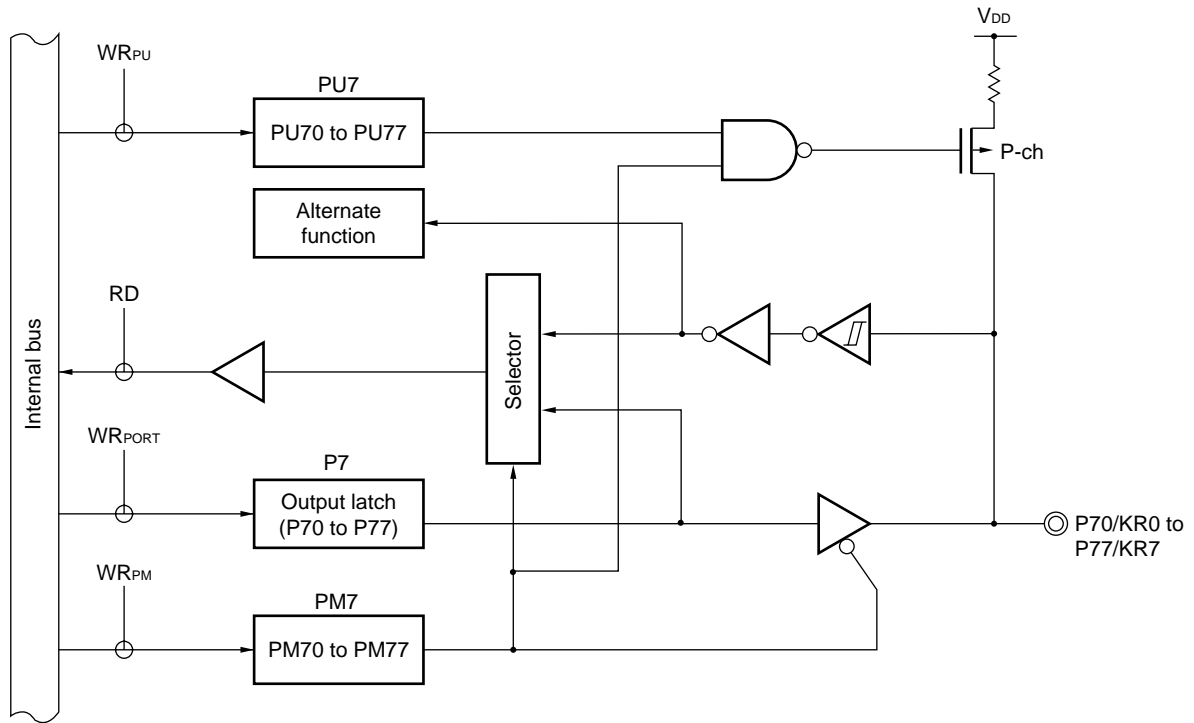 VDD
WRPU
PU7
PU70 to PU77
P-ch
Alternate
function
RD
Internal bus
Selector
WRPORT
P7
Output latch
(P70 to P77)
P70/KR0 to
P77/KR7
WRPM
PM7
PM70 to PM77